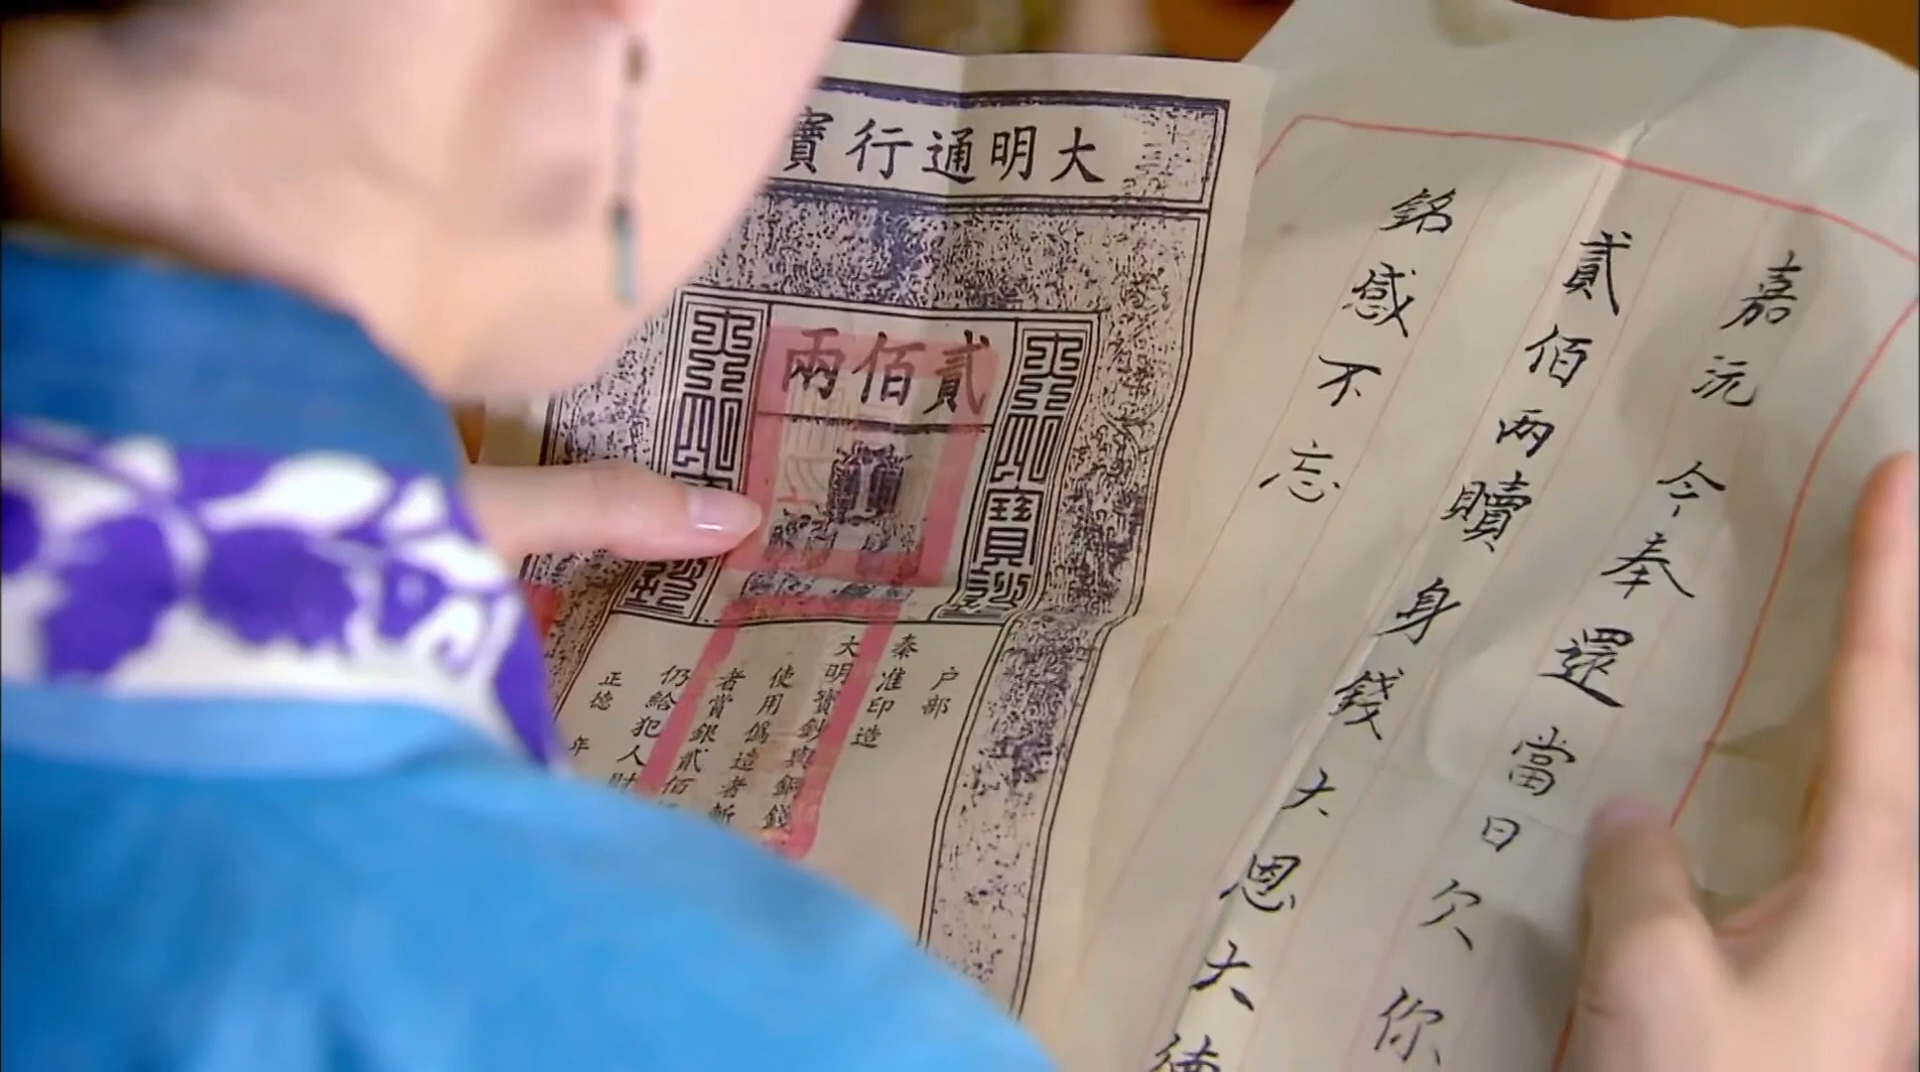 大明通行寶
貳佰兩
户部
奏准印造
大明寶鈔與銅錢
使用偽造者斬
者賞銀貳佰
仍給犯人財
正德 年
嘉沅 今奉還當日欠你
貳佰两贖身錢 大恩大德
銘感不忘